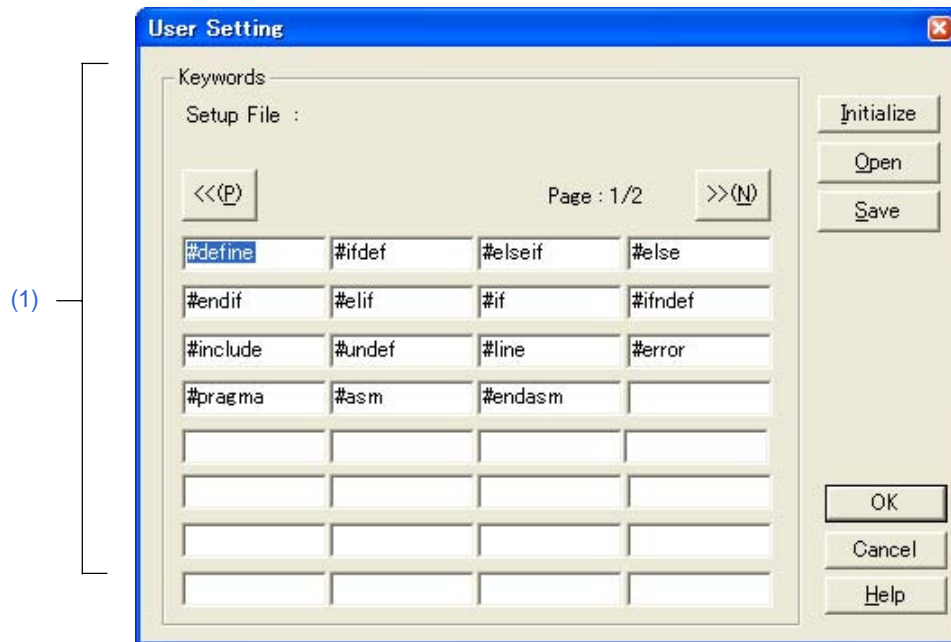 User Setting
Keywords
Setup File :
Initialize
Open
Save
<<(P)
Page : 1/2
>>(N)
#define #ifdef #elseif #else
#endif #elif #if #ifndef
#include #undef #line #error
#pragma #asm #endasm
(1)
OK
Cancel
Help